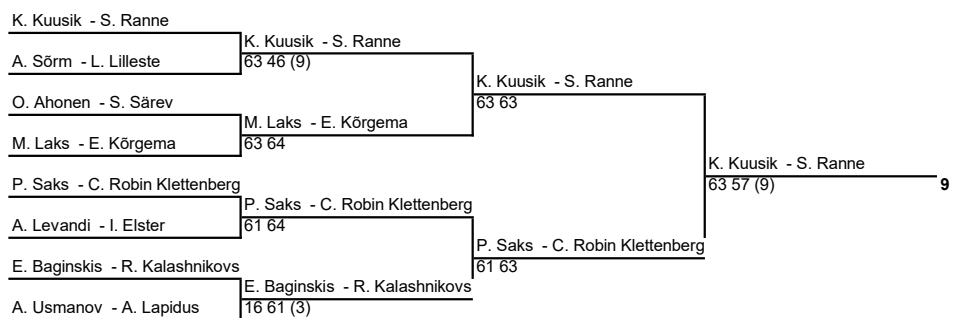 K. Kuusik - S. Ranne
K. Kuusik - S. Ranne
A. Sõrm - L. Lilleste
63 46 (9)
K. Kuusik - S. Ranne
O. Ahonen - S. Särev
63 63
M. Laks - E. Kõrgema
M. Laks - E. Kõrgema
63 64
K. Kuusik - S. Ranne
P. Saks - C. Robin Klettenberg
63 57 (9)
9
P. Saks - C. Robin Klettenberg
A. Levandi - I. Elster
61 64
P. Saks - C. Robin Klettenberg
E. Baginskis - R. Kalashnikovs
61 63
E. Baginskis - R. Kalashnikovs
A. Usmanov - A. Lapidus
16 61 (3)